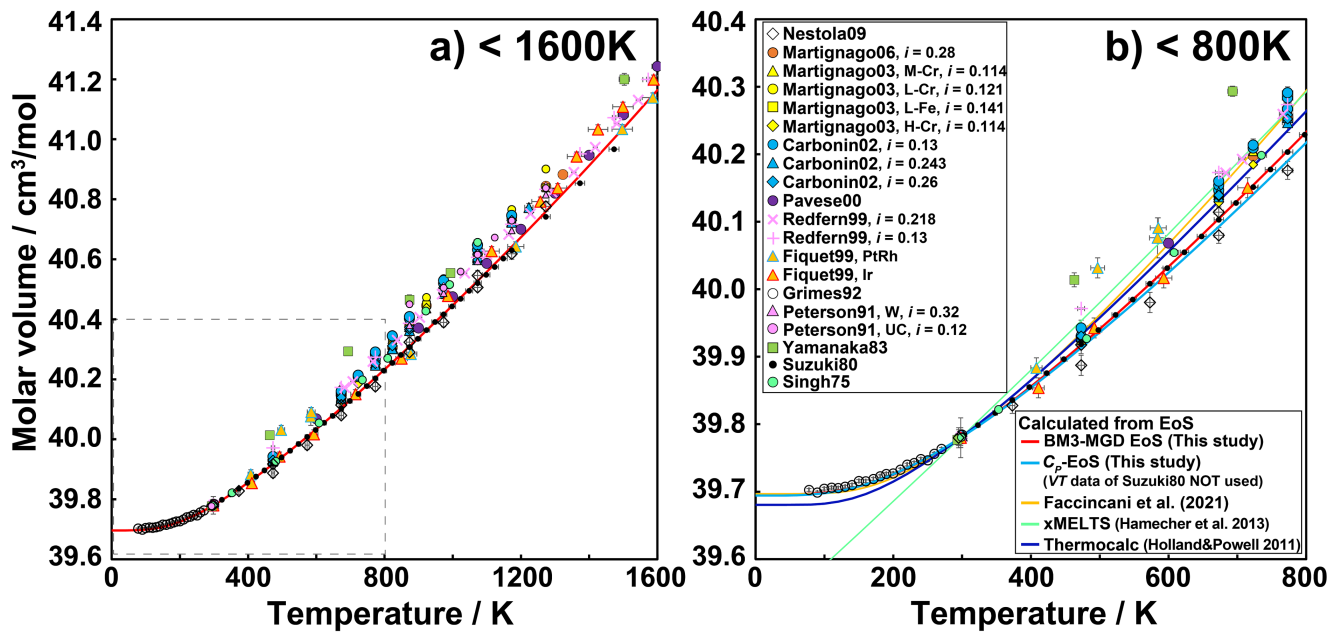 a) < 1600K
41.4
41.2
41.0
40.8
40.6
40.4
40.2
40.0
39.8
39.6
Molar volume / cm³/mol
0
400
800
1200
1600
Temperature / K
b) < 800K
40.4
40.3
40.2
40.1
40.0
39.9
39.8
39.7
39.6
0
200
400
600
800
Temperature / K
Nestola09
Martignago06, i = 0.28
Martignago03, M-Cr, i = 0.114
Martignago03, L-Cr, i = 0.121
Martignago03, L-Fe, i = 0.141
Martignago03, H-Cr, i = 0.114
Carbonin02, i = 0.13
Carbonin02, i = 0.243
Carbonin02, i = 0.26
Pavese00
Redfern99, i = 0.218
Redfern99, i = 0.13
Fiquet99, PtRh
Fiquet99, Ir
Grimes92
Peterson91, W, i = 0.32
Peterson91, UC, i = 0.12
Yamanaka83
Suzuki80
Singh75
Calculated from EoS
BM3-MGD EoS (This study)
CP-EoS (This study)
(VT data of Suzuki80 NOT used)
Faccincani et al. (2021)
xMELTS (Hamecher et al. 2013)
Thermocalc (Holland&Powell 2011)